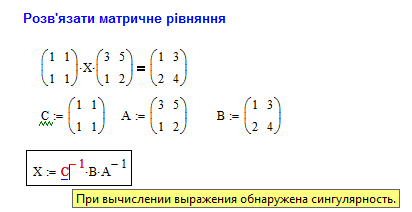 Розв'язати матричне рівняння
(1 1; 1 1)·X·(3 5; 1 2) = (1 3; 2 4)
C := (1 1; 1 1) A := (3 5; 1 2) B := (1 3; 2 4)
X := C⁻¹·B·A⁻¹
При вычислении выражения обнаружена сингулярность.